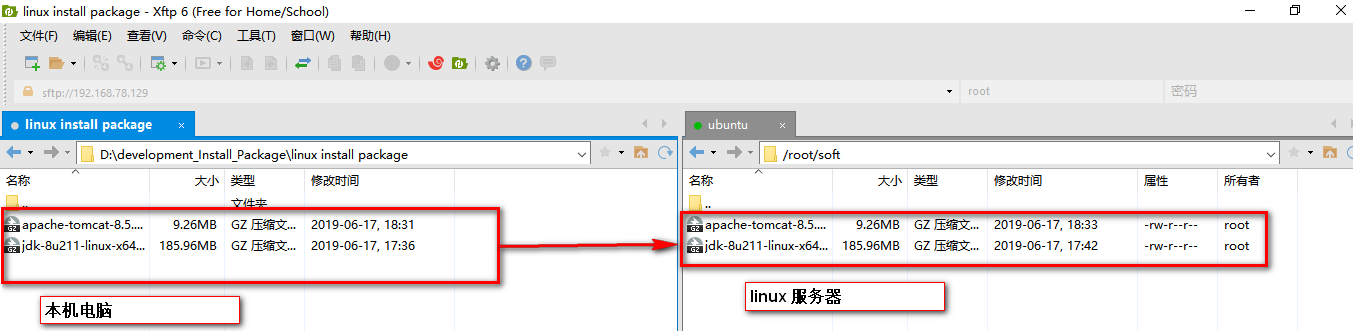 linux install package - Xftp 6 (Free for Home/School)
文件(F) 编辑(E) 查看(V) 命令(C) 工具(T) 窗口(W) 帮助(H)
sftp://192.168.78.129 root 密码
linux install package × ubuntu ×
D:\development_Install_Package\linux install package /root/soft
名称 大小 类型 修改时间 名称 大小 类型 修改时间 属性 所有者
.. 文件夹 ..
apache-tomcat-8.5.... 9.26MB GZ 压缩文... 2019-06-17, 18:31 apache-tomcat-8.5.... 9.26MB GZ 压缩文... 2019-06-17, 18:33 -rw-r--r-- root
jdk-8u211-linux-x64... 185.96MB GZ 压缩文... 2019-06-17, 17:36 jdk-8u211-linux-x64... 185.96MB GZ 压缩文... 2019-06-17, 17:42 -rw-r--r-- root
本机电脑 linux 服务器